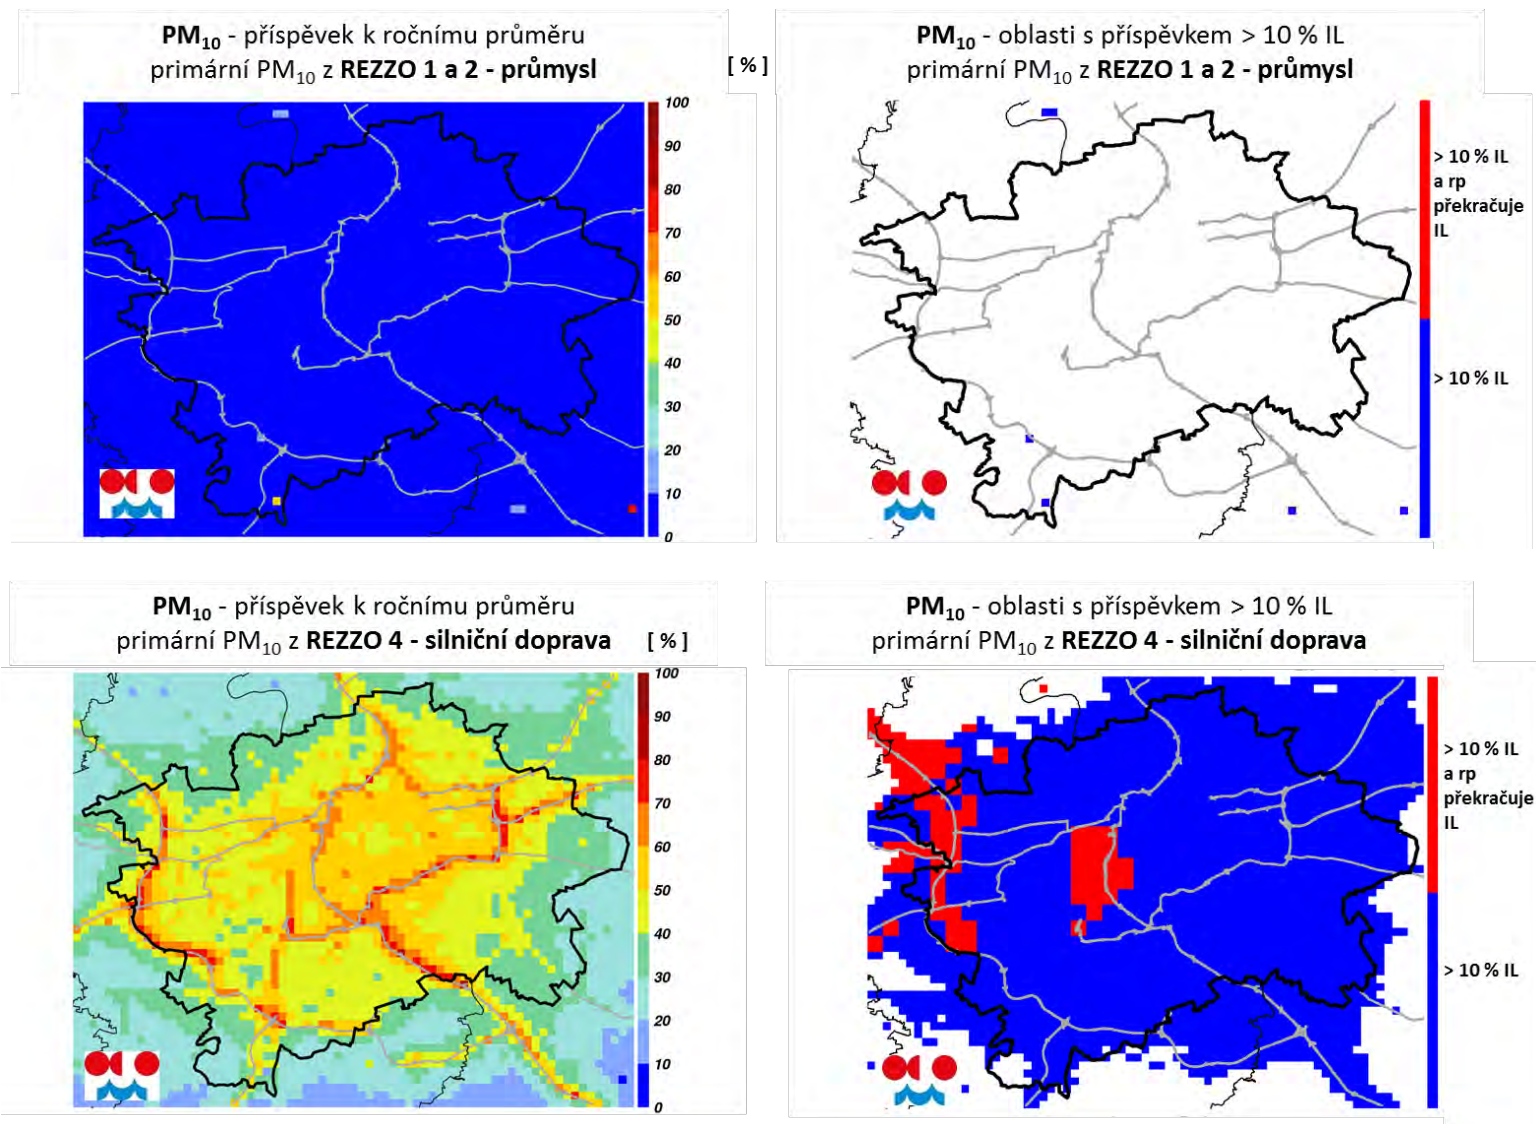 PM10 - příspěvek k ročnímu průměru
primární PM10 z REZZO 1 a 2 - průmysl
[ % ]
100
90
80
70
60
50
40
30
20
10
0
PM10 - oblasti s příspěvkem > 10 % IL
primární PM10 z REZZO 1 a 2 - průmysl
> 10 % IL
a rp
překračuje
IL
> 10 % IL
PM10 - příspěvek k ročnímu průměru
primární PM10 z REZZO 4 - silniční doprava
[ % ]
100
90
80
70
60
50
40
30
20
10
0
PM10 - oblasti s příspěvkem > 10 % IL
primární PM10 z REZZO 4 - silniční doprava
> 10 % IL
a rp
překračuje
IL
> 10 % IL